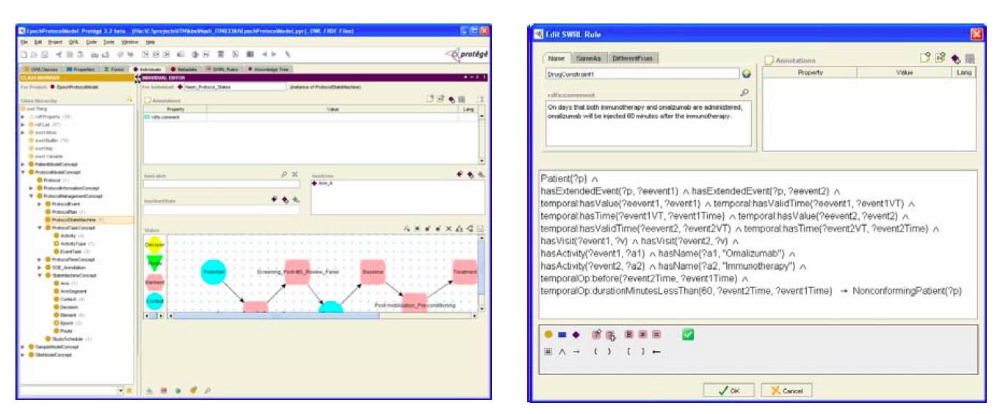 EpochProtocolModel Protégé 3.2 beta
OWL / RDF Files]
File Edit Project OWL Code Tools Window Help
protégé
OWLClasses Properties Forms Individuals Metadata SWRL Rules Knowledge Tree
CLASS BROWSER
For Project: EpochProtocolModel
Class Hierarchy
owl:Thing
rdf:Property
rdf:List
swrl:Atom
swrl:Builtin
swrl:Imp
swrl:Variable
PatientModelConcept
ProtocolModelConcept
Protocol (1)
ProtocolInformationConcept
ProtocolManagementConcept
ProtocolEvent
ProtocolPlan (1)
ProtocolStateMachine (1)
ProtocolTaskConcept
Activity
ActivityType
EventTask
ProtocolTimeConcept
SOE_Annotation
StateMachineConcept
Arm (1)
ArmSegment
Context
Decision
Element
Epoch
Route
StudySchedule (1)
SampleModelConcept
SiteModelConcept
INDIVIDUAL EDITOR
For Individual: (instance of ProtocolStateMachine)
Annotations
Property Value Lang
rdfs:comment
hasLabel
hasArms
Arm_A
hasStartState
States
Decision
Route
Element
Context
Potential
Screening_Post-MS_Review_Panel
Baseline
Treatment
Post-mobilization_Pre-conditioning
Edit SWRL Rule
Name SameAs DifferentFrom
DrugConstraint1
rdfs:comment
On days that both immunotherapy and omalizumab are administered,
omalizumab will be injected 60 minutes after the immunotherapy.
Annotations
Property Value Lang
Patient(?p) ∧
hasExtendedEvent(?p, ?eevent1) ∧ hasExtendedEvent(?p, ?eevent2) ∧
temporal:hasValue(?eevent1, ?event1) ∧ temporal:hasValidTime(?eevent1, ?event1VT) ∧
temporal:hasTime(?event1VT, ?event1Time) ∧ temporal:hasValue(?eevent2, ?event2) ∧
temporal:hasValidTime(?eevent2, ?event2VT) ∧ temporal:hasTime(?event2VT, ?event2Time) ∧
hasVisit(?event1, ?v) ∧ hasVisit(?event2, ?v) ∧
hasActivity(?event1, ?a1) ∧ hasName(?a1, "Omalizumab") ∧
hasActivity(?event2, ?a2) ∧ hasName(?a2, "Immunotherapy") ∧
temporalOp:before(?event2Time, ?event1Time) ∧
temporalOp:durationMinutesLessThan(60, ?event2Time, ?event1Time) → NonconformingPatient(?p)
∧ → ( ) [ ] ←
OK Cancel